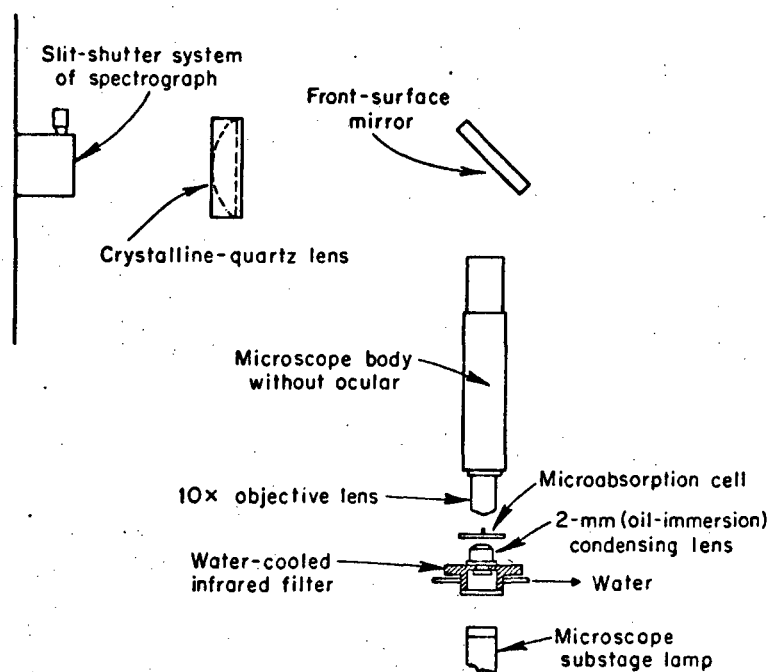 Slit-shutter system
of spectrograph
Front-surface
mirror
Crystalline-quartz lens
Microscope body
without ocular
10x objective lens
Microabsorption cell
2-mm (oil-immersion)
condensing lens
Water-cooled
infrared filter
Water
Microscope
substage lamp